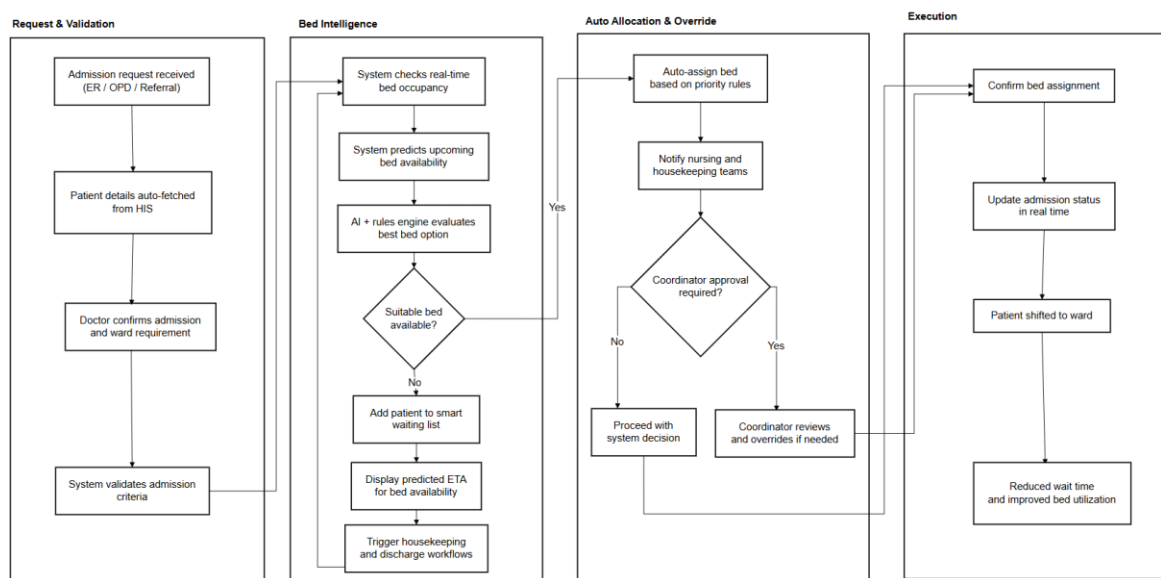 Request & Validation
Admission request received
(ER / OPD / Referral)
Patient details auto-fetched
from HIS
Doctor confirms admission
and ward requirement
System validates admission
criteria
Bed Intelligence
System checks real-time
bed occupancy
System predicts upcoming
bed availability
AI + rules engine evaluates
best bed option
Suitable bed
available?
Yes
No
Add patient to smart
waiting list
Display predicted ETA
for bed availability
Trigger housekeeping
and discharge workflows
Auto Allocation & Override
Auto-assign bed
based on priority rules
Notify nursing and
housekeeping teams
Coordinator approval
required?
No
Yes
Proceed with
system decision
Coordinator reviews
and overrides if needed
Execution
Confirm bed assignment
Update admission status
in real time
Patient shifted to ward
Reduced wait time
and improved bed utilization